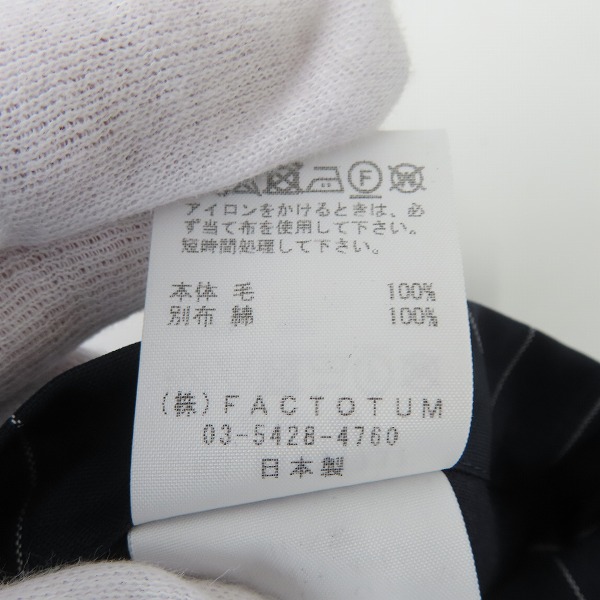 F W
アイロンをかけるときは、必
ず当て布を使用して下さい。
短時間処理して下さい。
本体 毛 100%
別布 綿 100%
(株)FACTOTUM
03-5428-4760
日本製